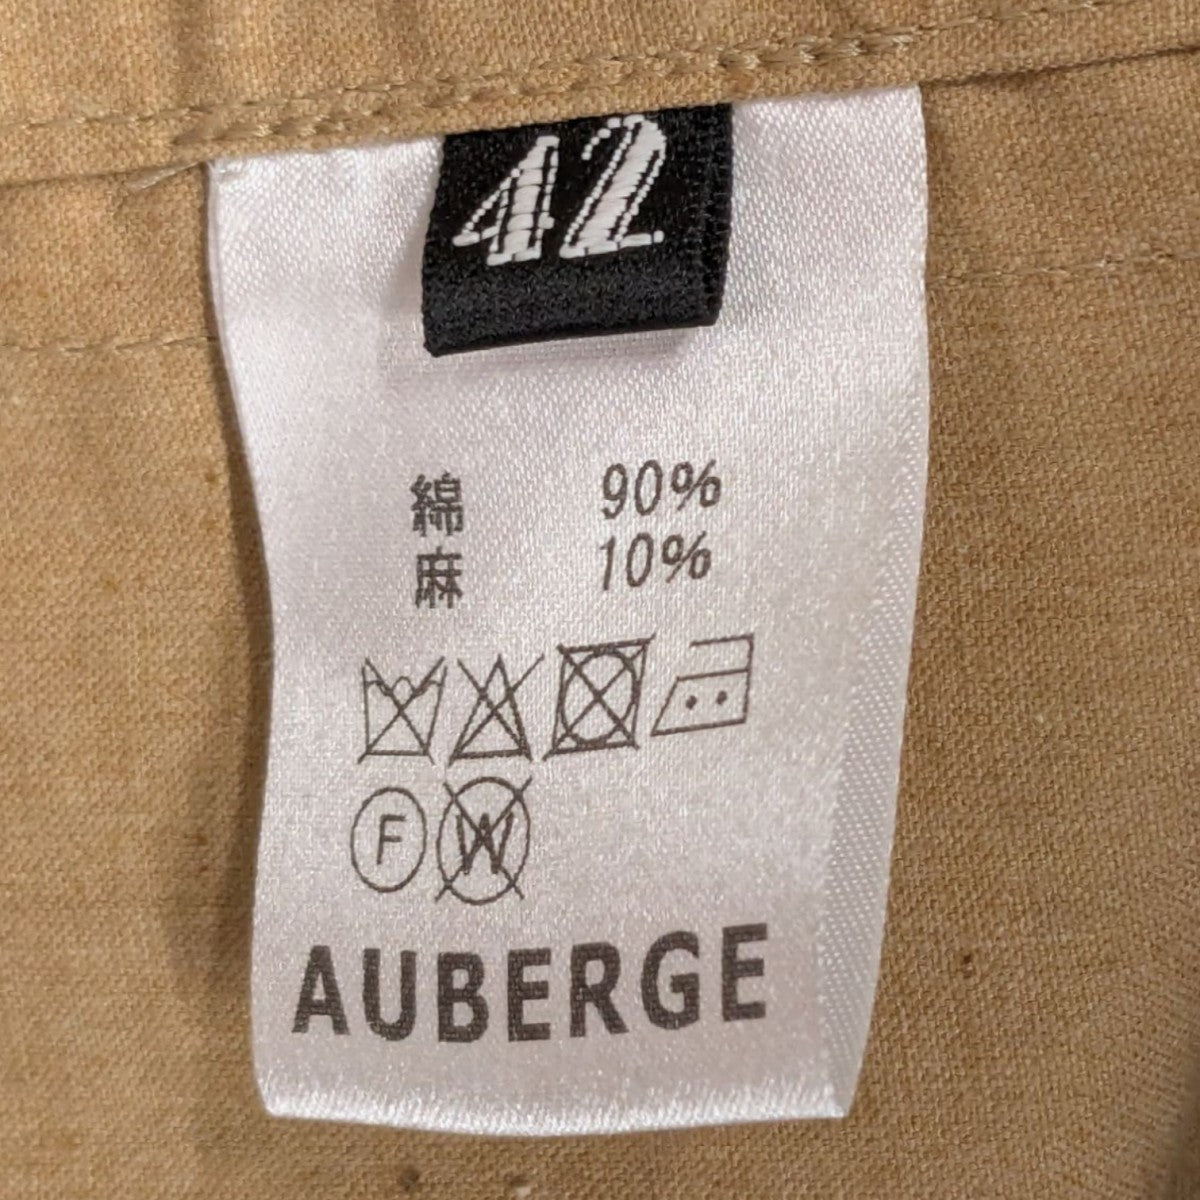 42
綿 90%
麻 10%
F W
AUBERGE